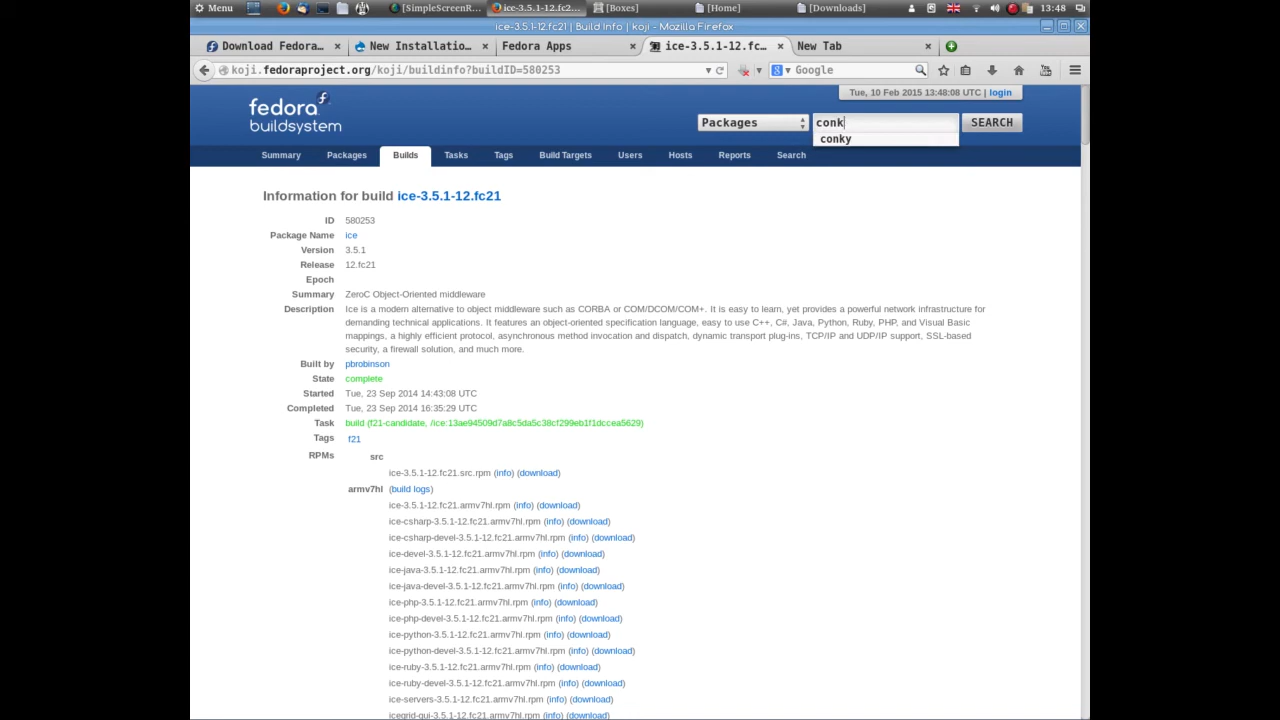 Menu [SimpleScreenR... ice-3.5.1-12.fc2... [Boxes] [Home] [Downloads] 13:48
ice-3.5.1-12.fc21 | Build Info | koji - Mozilla Firefox
Download Fedora... × New Installatio... × Fedora Apps × ice-3.5.1-12.fc... × New Tab ×
koji.fedoraproject.org/koji/buildinfo?buildID=580253 Google
Tue, 10 Feb 2015 13:48:08 UTC | login
fedora
buildsystem
Packages conk SEARCH
conky
Summary Packages Builds Tasks Tags Build Targets Users Hosts Reports Search
Information for build ice-3.5.1-12.fc21
ID 580253
Package Name ice
Version 3.5.1
Release 12.fc21
Epoch
Summary ZeroC Object-Oriented middleware
Description Ice is a modern alternative to object middleware such as CORBA or COM/DCOM/COM+. It is easy to learn, yet provides a powerful network infrastructure for
demanding technical applications. It features an object-oriented specification language, easy to use C++, C#, Java, Python, Ruby, PHP, and Visual Basic
mappings, a highly efficient protocol, asynchronous method invocation and dispatch, dynamic transport plug-ins, TCP/IP and UDP/IP support, SSL-based
security, a firewall solution, and much more.
Built by pbrobinson
State complete
Started Tue, 23 Sep 2014 14:43:08 UTC
Completed Tue, 23 Sep 2014 16:35:29 UTC
Task build (f21-candidate, /ice:13ae94509d7a8c5da5c38cf299eb1f1dccea5629)
Tags f21
RPMs src
ice-3.5.1-12.fc21.src.rpm (info) (download)
armv7hl (build logs)
ice-3.5.1-12.fc21.armv7hl.rpm (info) (download)
ice-csharp-3.5.1-12.fc21.armv7hl.rpm (info) (download)
ice-csharp-devel-3.5.1-12.fc21.armv7hl.rpm (info) (download)
ice-devel-3.5.1-12.fc21.armv7hl.rpm (info) (download)
ice-java-3.5.1-12.fc21.armv7hl.rpm (info) (download)
ice-java-devel-3.5.1-12.fc21.armv7hl.rpm (info) (download)
ice-php-3.5.1-12.fc21.armv7hl.rpm (info) (download)
ice-php-devel-3.5.1-12.fc21.armv7hl.rpm (info) (download)
ice-python-3.5.1-12.fc21.armv7hl.rpm (info) (download)
ice-python-devel-3.5.1-12.fc21.armv7hl.rpm (info) (download)
ice-ruby-3.5.1-12.fc21.armv7hl.rpm (info) (download)
ice-ruby-devel-3.5.1-12.fc21.armv7hl.rpm (info) (download)
ice-servers-3.5.1-12.fc21.armv7hl.rpm (info) (download)
icegrid-gui-3.5.1-12.fc21.armv7hl.rpm (info) (download)